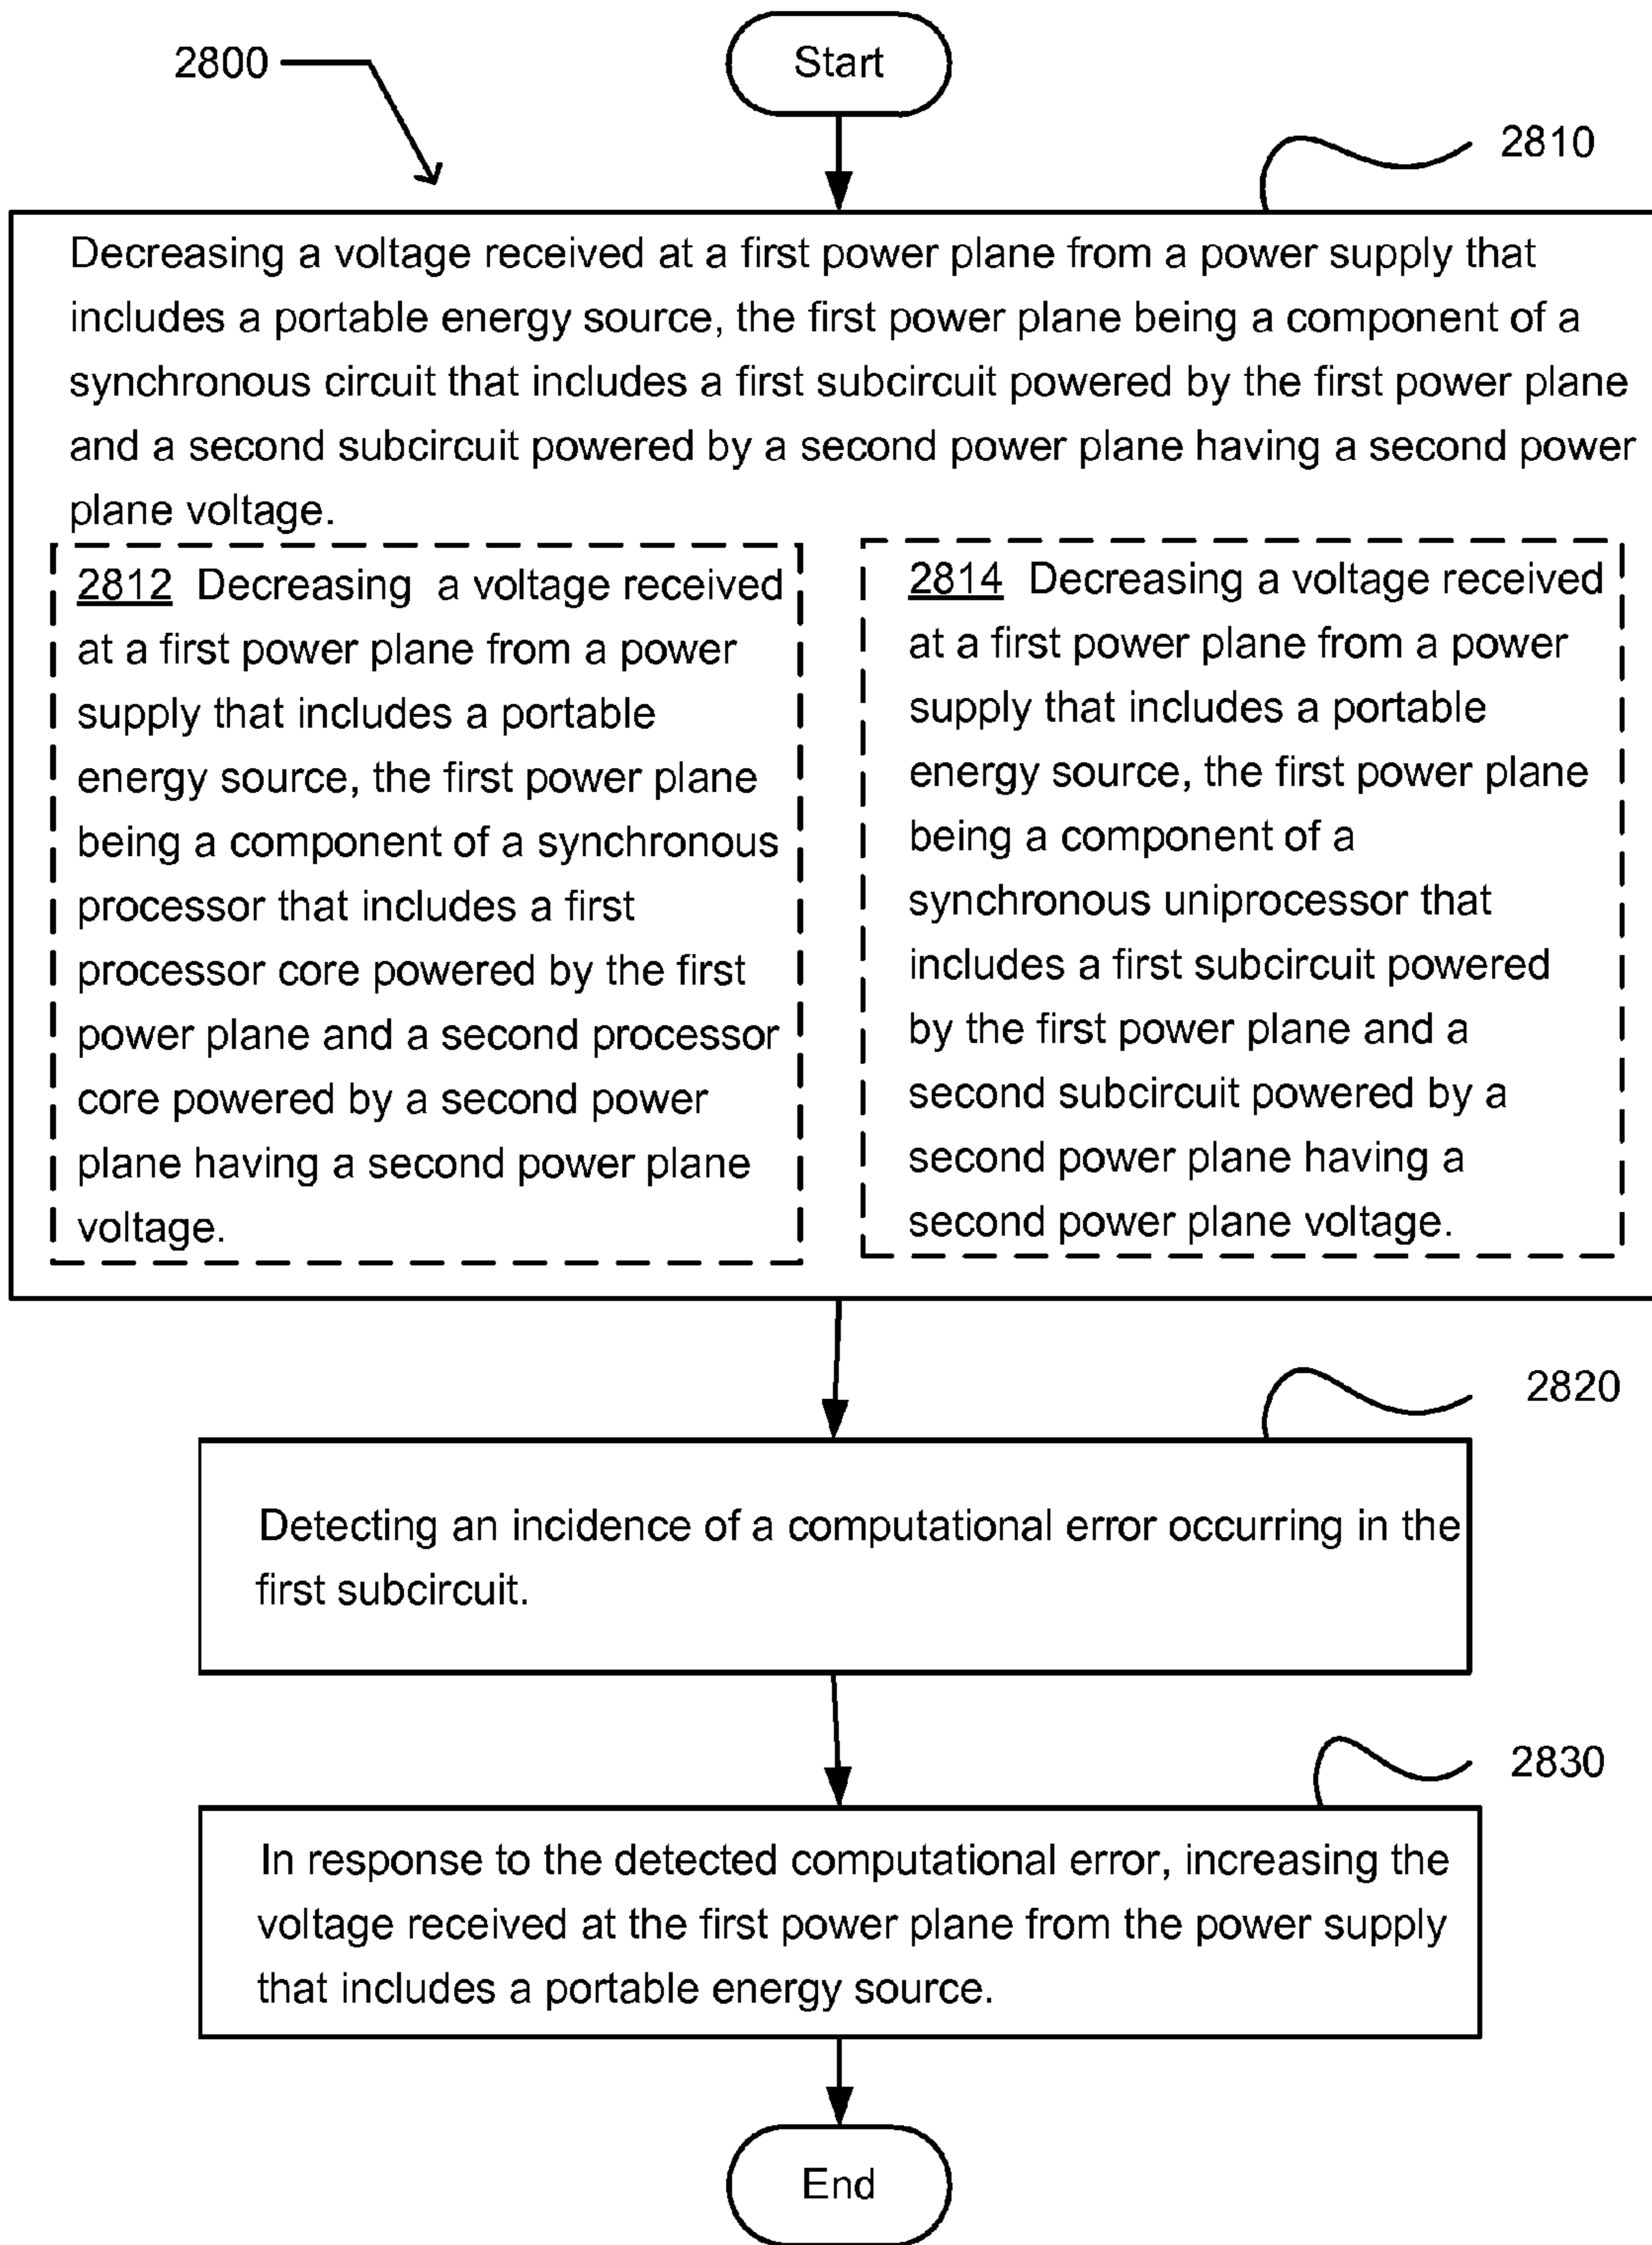 2800
Start
2810
Decreasing a voltage received at a first power plane from a power supply that
includes a portable energy source, the first power plane being a component of a
synchronous circuit that includes a first subcircuit powered by the first power plane
and a second subcircuit powered by a second power plane having a second power
plane voltage.
2812 Decreasing a voltage received
at a first power plane from a power
supply that includes a portable
energy source, the first power plane
being a component of a synchronous
processor that includes a first
processor core powered by the first
power plane and a second processor
core powered by a second power
plane having a second power plane
voltage.
2814 Decreasing a voltage received
at a first power plane from a power
supply that includes a portable
energy source, the first power plane
being a component of a
synchronous uniprocessor that
includes a first subcircuit powered
by the first power plane and a
second subcircuit powered by a
second power plane having a
second power plane voltage.
2820
Detecting an incidence of a computational error occurring in the
first subcircuit.
2830
In response to the detected computational error, increasing the
voltage received at the first power plane from the power supply
that includes a portable energy source.
End